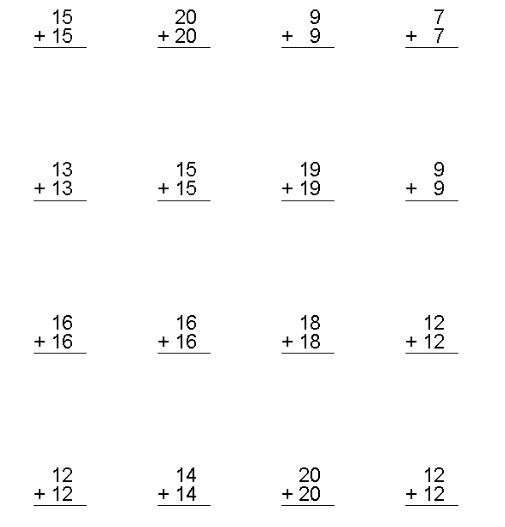 15 20 9 7
+ 15 + 20 + 9 + 7
13 15 19 9
+ 13 + 15 + 19 + 9
16 16 18 12
+ 16 + 16 + 18 + 12
12 14 20 12
+ 12 + 14 + 20 + 12